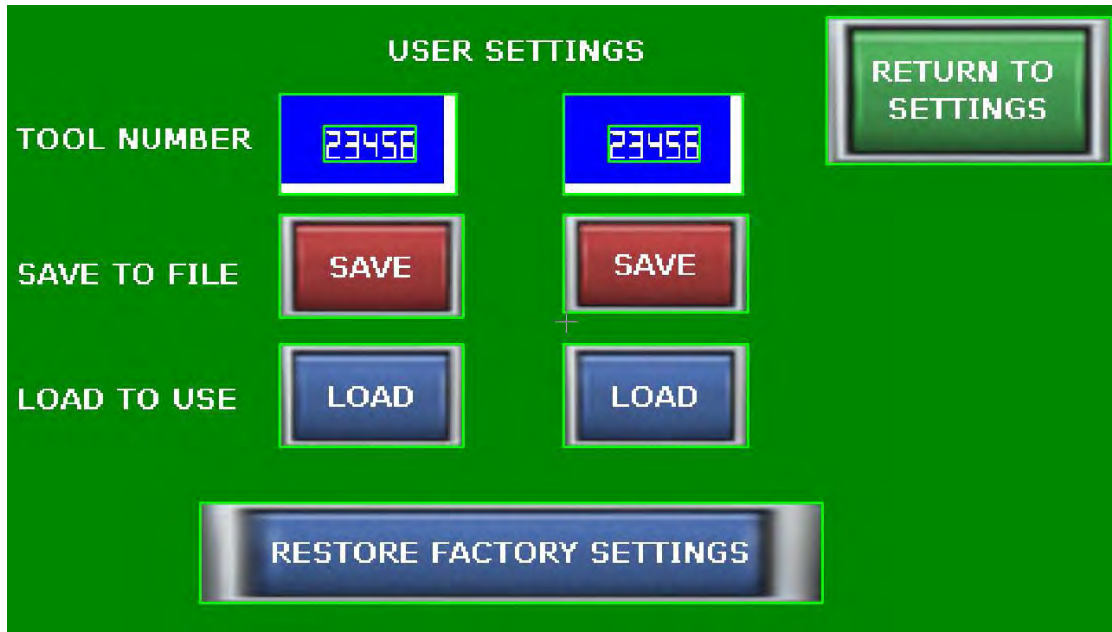 USER SETTINGS
RETURN TO
SETTINGS
TOOL NUMBER 23456 23456
SAVE TO FILE SAVE SAVE
LOAD TO USE LOAD LOAD
RESTORE FACTORY SETTINGS